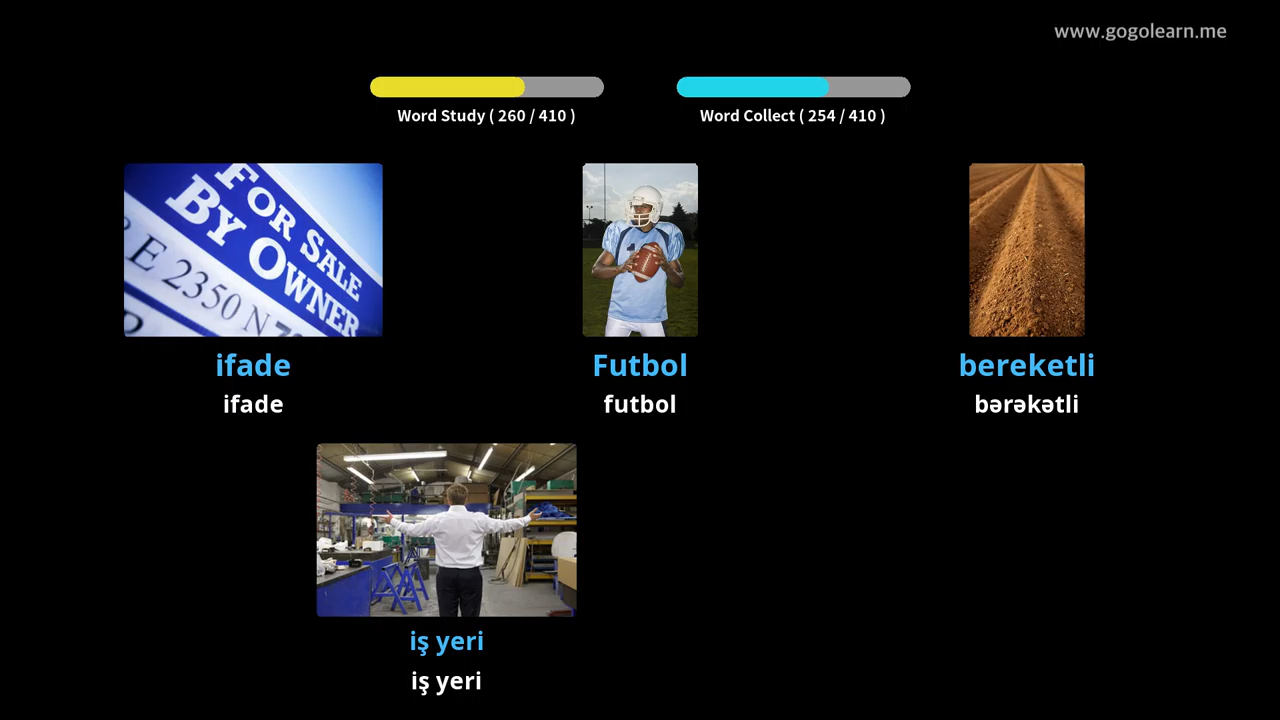 www.gogolearn.me
Word Study ( 260 / 410 )
Word Collect ( 254 / 410 )
FOR SALE
BY OWNER
E 2350 N
ifade
ifade
Futbol
futbol
bereketli
bərəkətli
iş yeri
iş yeri